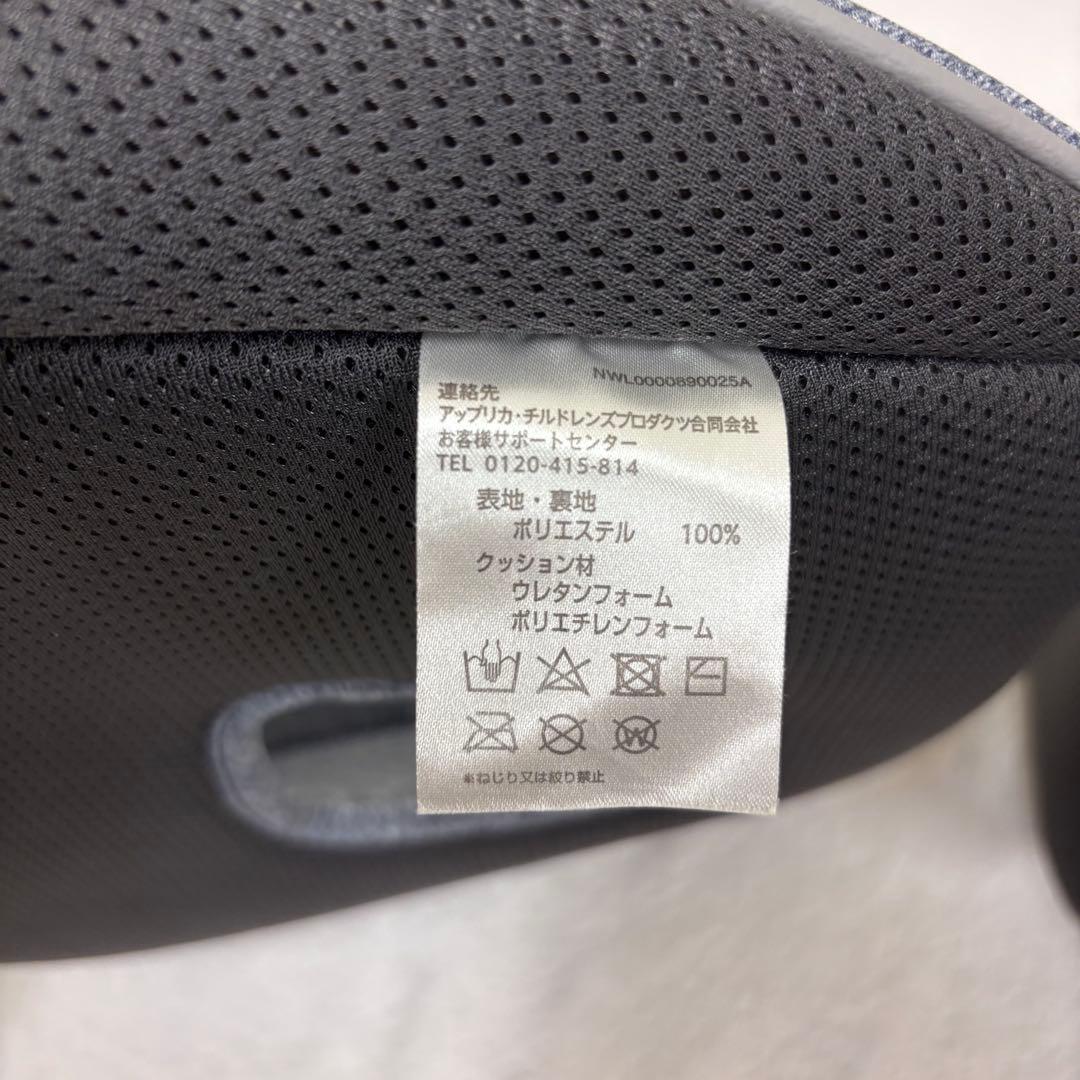 NWL0000890025A
連絡先
アップリカ・チルドレンズプロダクツ合同会社
お客様サポートセンター
TEL 0120-415-814
表地・裏地
ポリエステル 100%
クッション材
ウレタンフォーム
ポリエチレンフォーム
W
※ねじり又は絞り禁止